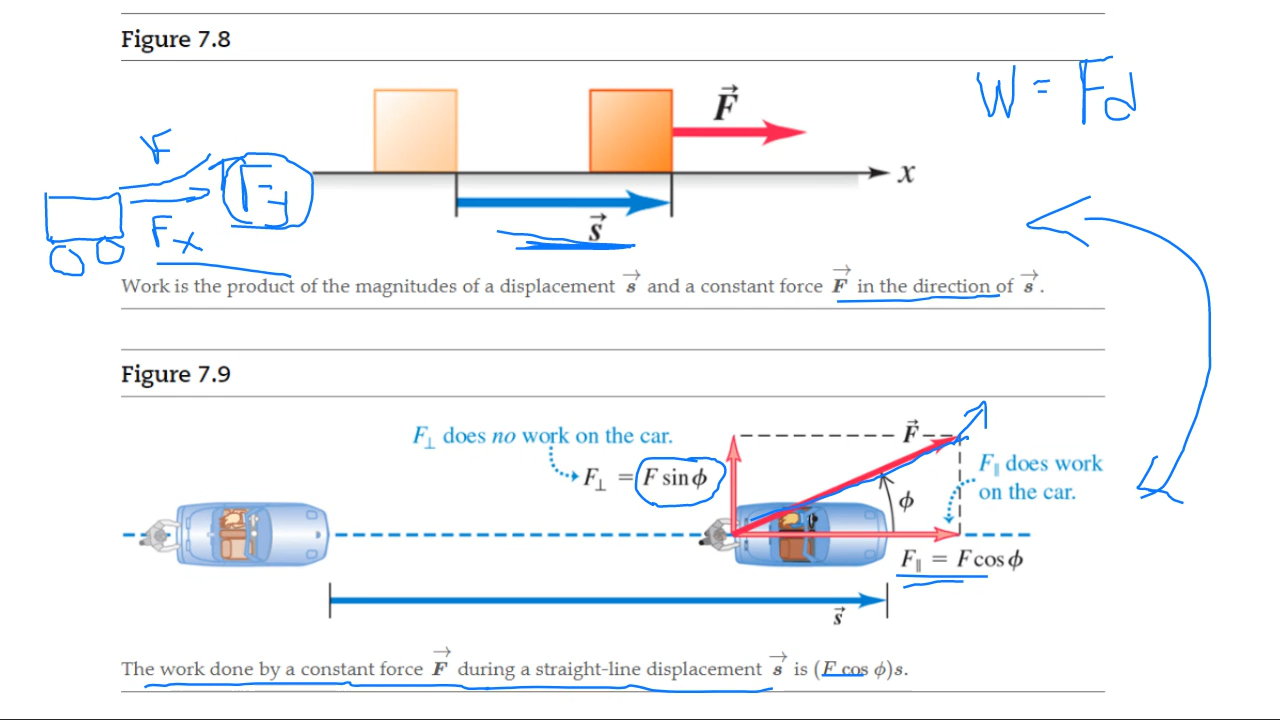 Figure 7.8
W = Fd
F⃗
F
Fy
x
Fx
s⃗
Work is the product of the magnitudes of a displacement s⃗ and a constant force F⃗ in the direction of s⃗.
Figure 7.9
F⊥ does no work on the car.
F⃗
F⊥ = F sin ϕ
F∥ does work
on the car.
ϕ
F∥ = F cos ϕ
s⃗
The work done by a constant force F⃗ during a straight-line displacement s⃗ is (F cos ϕ)s.